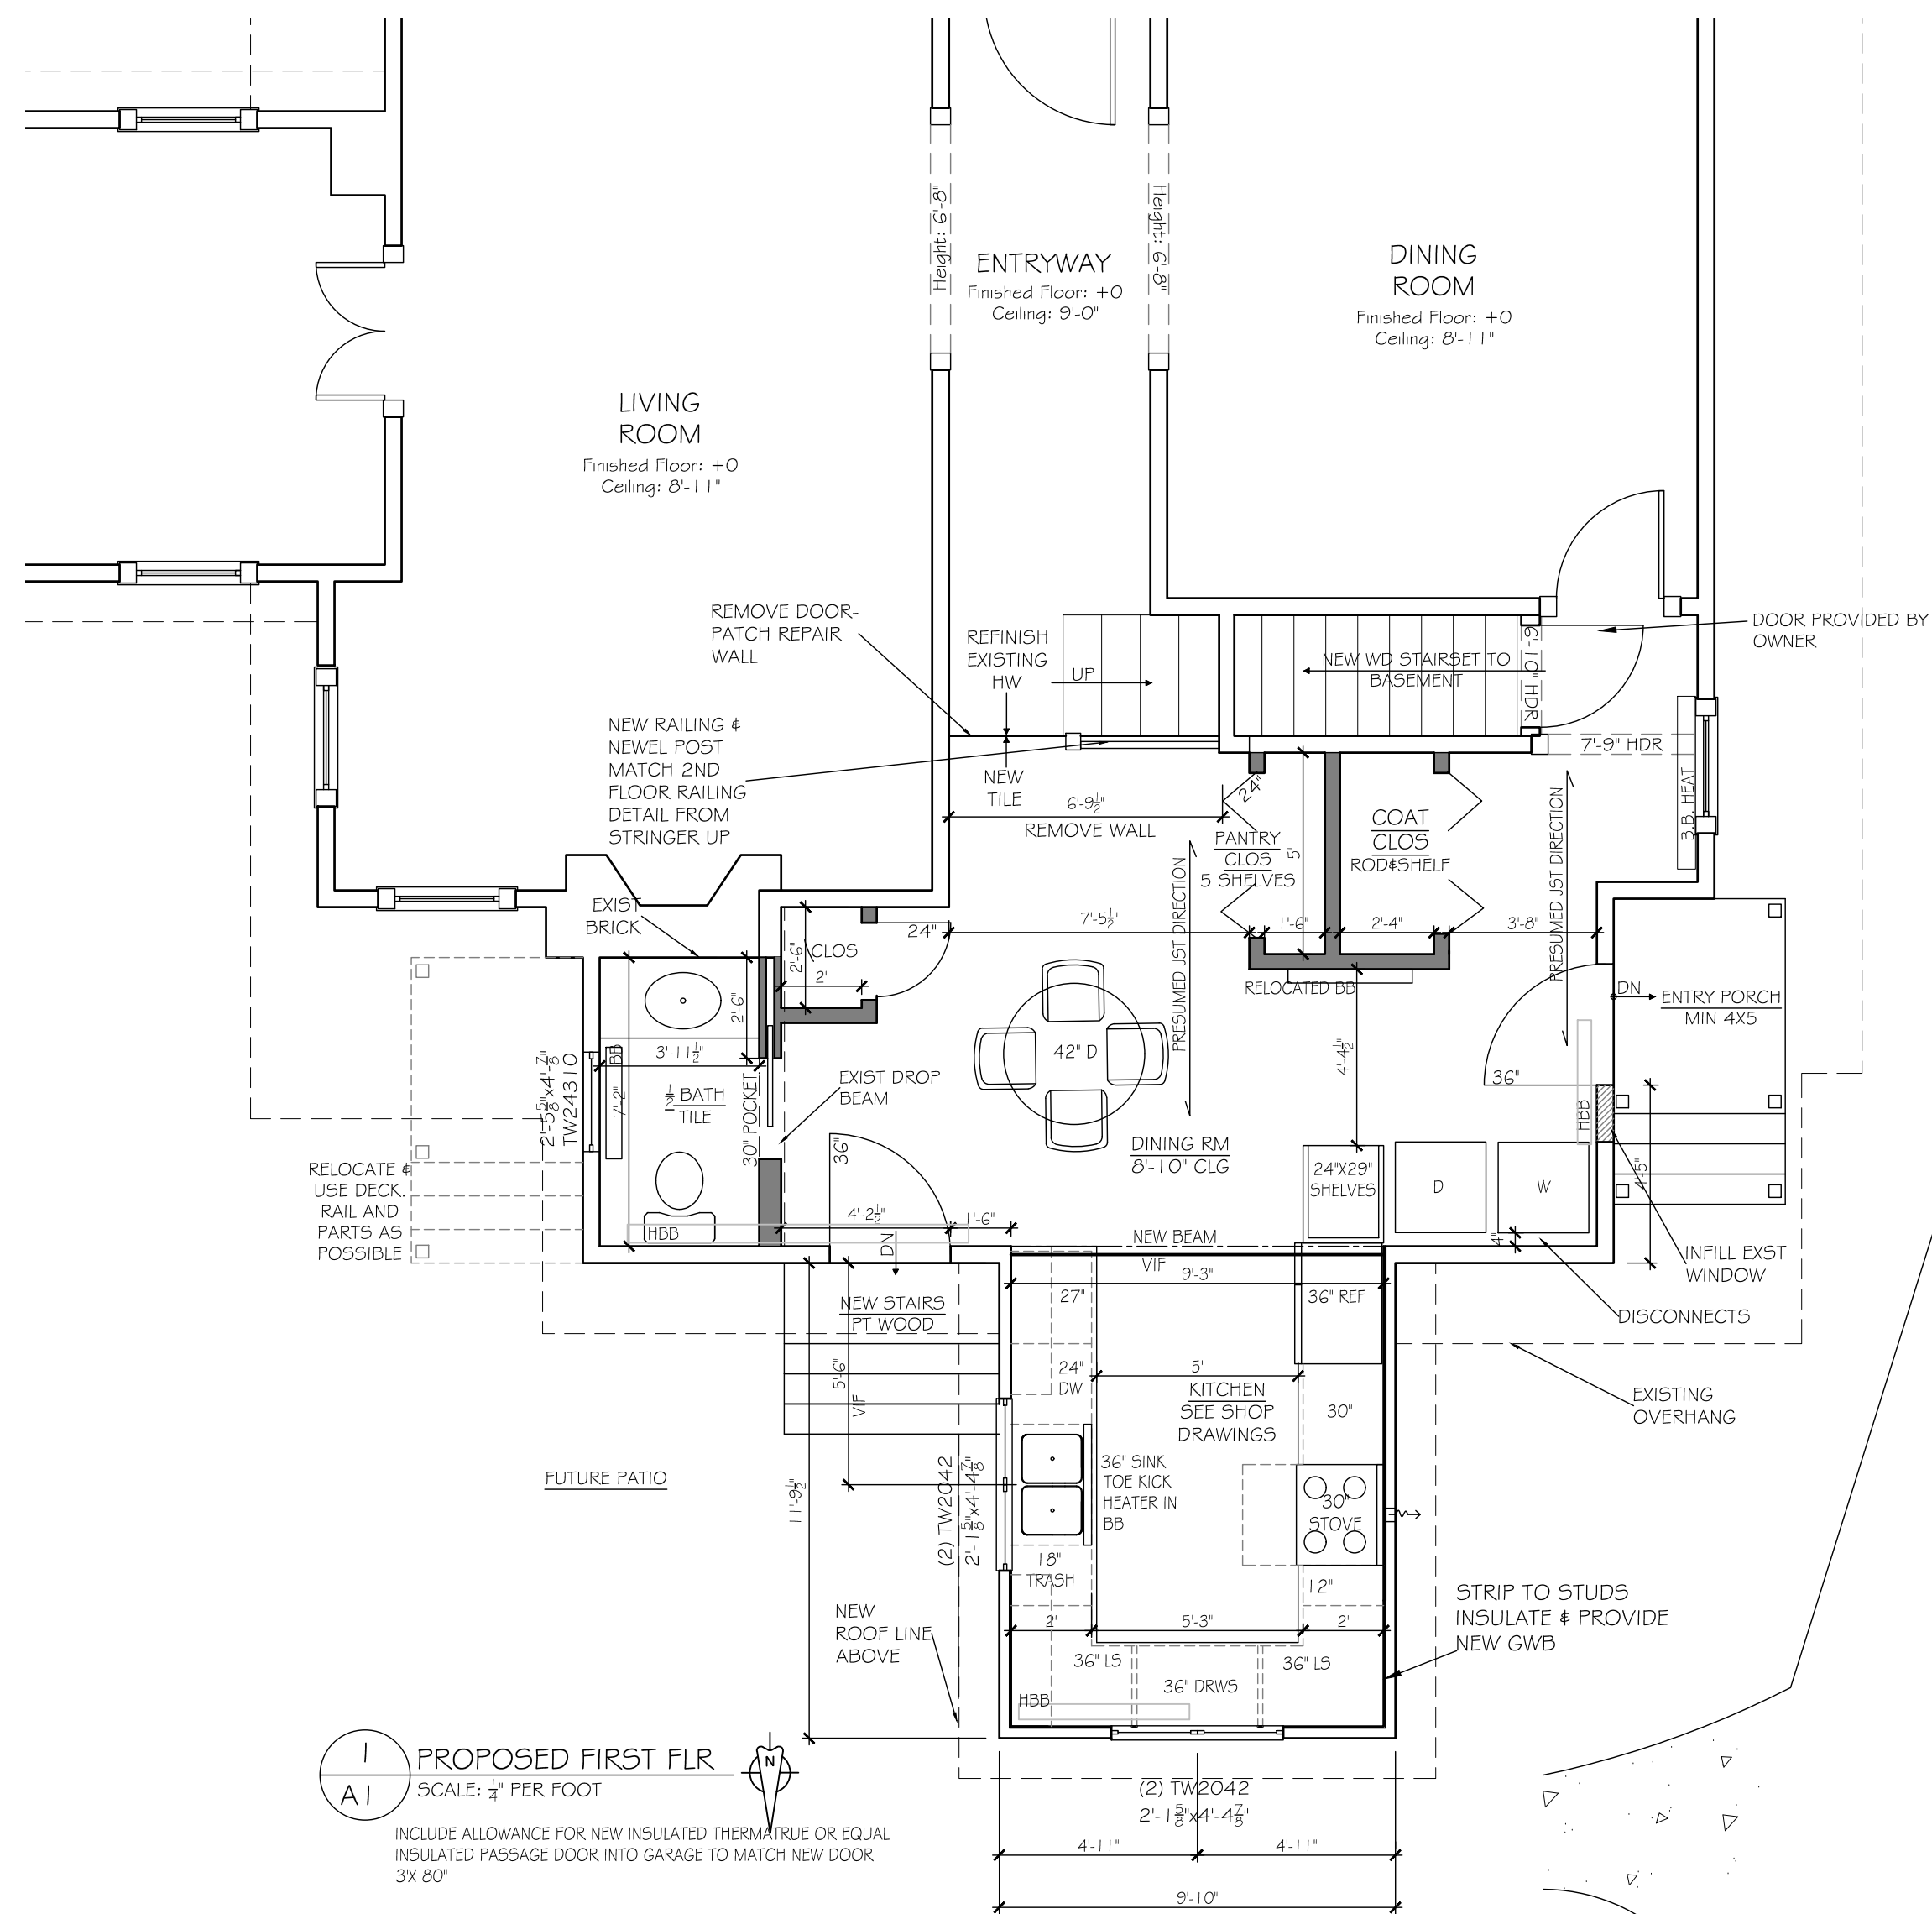 Height: 6'-8"
Height: 6'-8"
ENTRYWAY
Finished Floor: +0
Ceiling: 9'-0"
DINING
ROOM
Finished Floor: +0
Ceiling: 8'-11"
LIVING
ROOM
Finished Floor: +0
Ceiling: 8'-11"
REMOVE DOOR-
PATCH REPAIR
WALL
REFINISH
EXISTING
HW
UP
NEW WD STAIRSET TO
BASEMENT
6'-10" HDR
DOOR PROVIDED BY
OWNER
NEW RAILING &
NEWEL POST
MATCH 2ND
FLOOR RAILING
DETAIL FROM
STRINGER UP
NEW
TILE
7'-9" HDR
B.B. HEAT
6'-9½"
REMOVE WALL
24"
PANTRY
CLOS
5 SHELVES
5'
COAT
CLOS
ROD&SHELF
PRESUMED JST DIRECTION
PRESUMED JST DIRECTION
EXIST
BRICK
2'-6"
CLOS
2'
24"
7'-5½"
1'-6"
2'-4"
3'-8"
RELOCATED BB
DN
ENTRY PORCH
MIN 4X5
2'-6"
3'-11½"
BB
7'-2"
½ BATH
TILE
30" POCKET
2'-5⅝"x4'-⅞"
TW24310
EXIST DROP
BEAM
42" D
4'-4½"
36"
HBB
36"
DINING RM
8'-10" CLG
24"X29"
SHELVES
D
W
4'-5"
RELOCATE &
USE DECK.
RAIL AND
PARTS AS
POSSIBLE
HBB
4'-2½"
1'-6"
DN
NEW BEAM
VIF
9'-3"
4"
INFILL EXST
WINDOW
DISCONNECTS
NEW STAIRS
PT WOOD
27"
36" REF
5'-6"
VIF
24"
DW
5'
KITCHEN
SEE SHOP
DRAWINGS
30"
EXISTING
OVERHANG
FUTURE PATIO
11'-9½"
(2) TW2042
2'-1⅝"x4'-4⅞"
36" SINK
TOE KICK
HEATER IN
BB
30"
STOVE
18"
TRASH
12"
NEW
ROOF LINE
ABOVE
2'
5'-3"
2'
STRIP TO STUDS
INSULATE & PROVIDE
NEW GWB
36" LS
36" LS
36" DRWS
HBB
1
A1
PROPOSED FIRST FLR
SCALE: ¼" PER FOOT
N
INCLUDE ALLOWANCE FOR NEW INSULATED THERMATRUE OR EQUAL
INSULATED PASSAGE DOOR INTO GARAGE TO MATCH NEW DOOR
3'X 80"
(2) TW2042
2'-1⅝"x4'-4⅞"
4'-11"
4'-11"
9'-10"